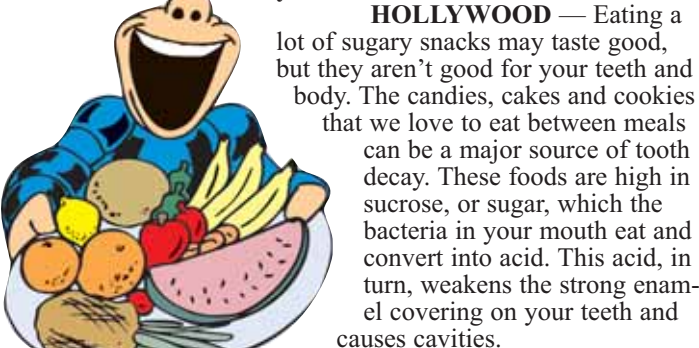 HOLLYWOOD — Eating a
lot of sugary snacks may taste good,
but they aren’t good for your teeth and
body. The candies, cakes and cookies
that we love to eat between meals
can be a major source of tooth
decay. These foods are high in
sucrose, or sugar, which the
bacteria in your mouth eat and
convert into acid. This acid, in
turn, weakens the strong enam-
el covering on your teeth and
causes cavities.